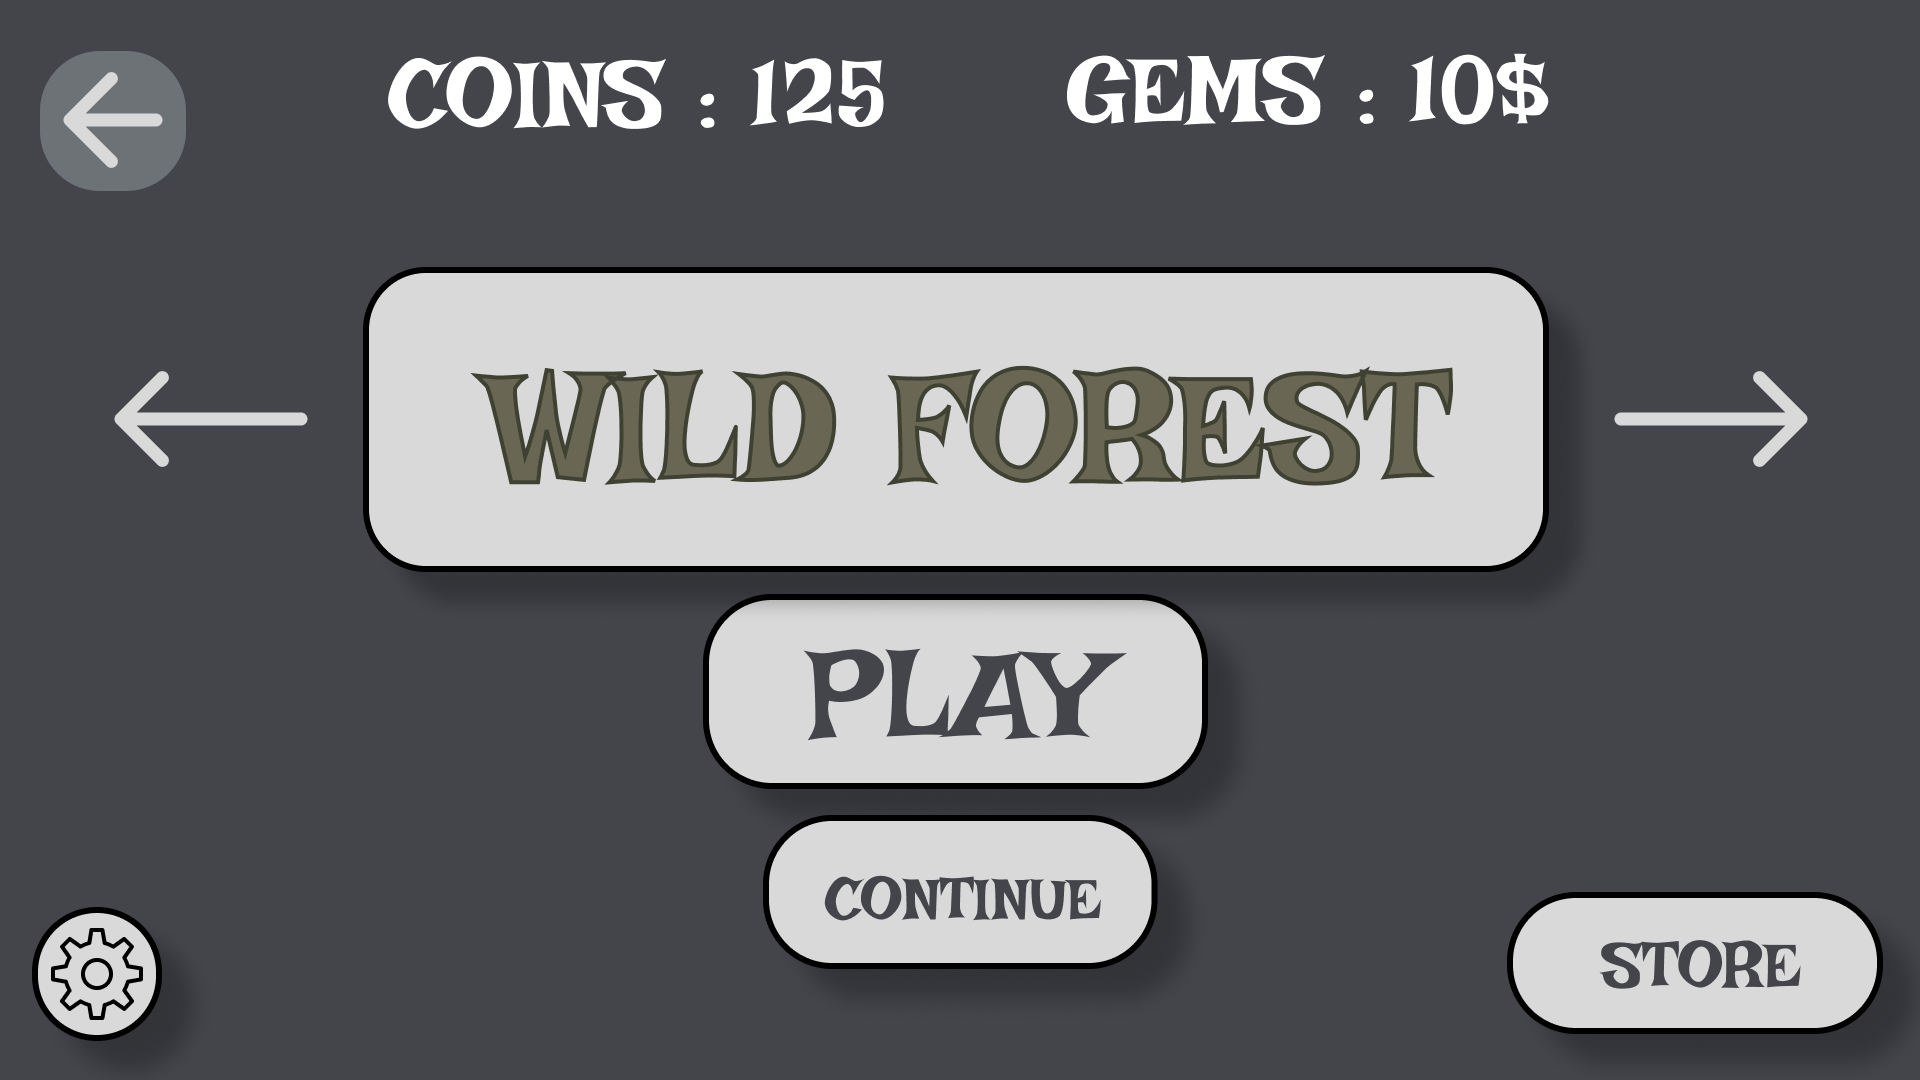 COINS : 125
GEMS : 10$
WILD FOREST
PLAY
CONTINUE
STORE